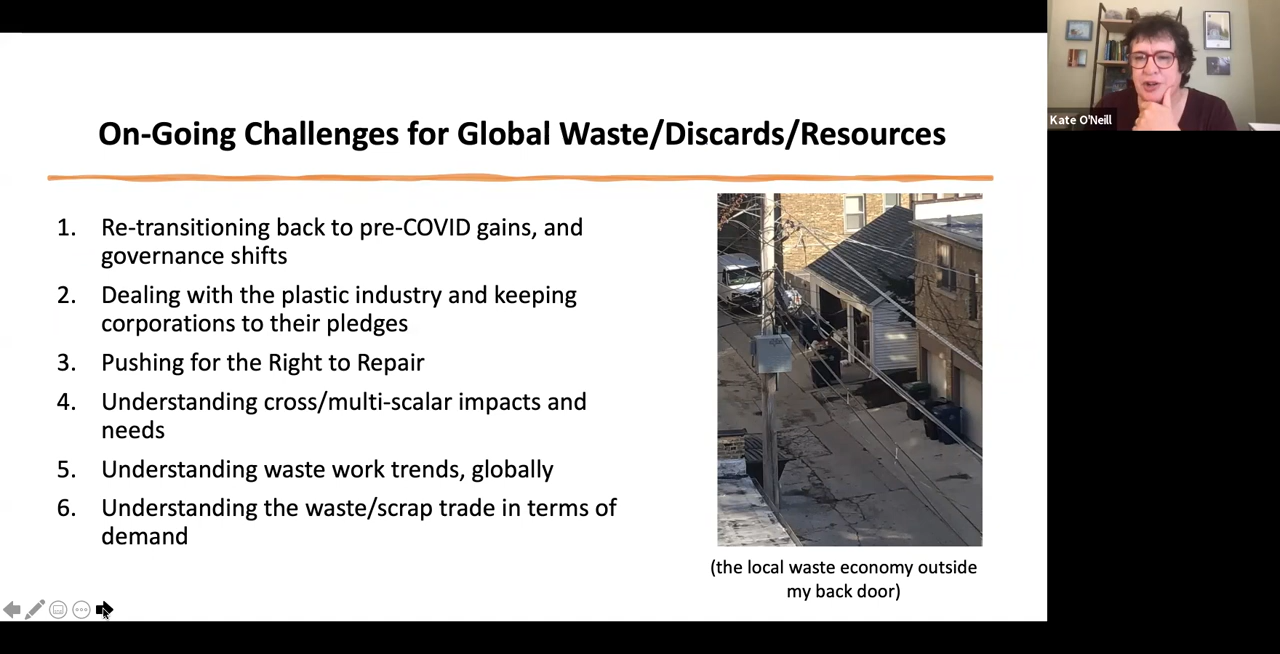 On-Going Challenges for Global Waste/Discards/Resources
1. Re-transitioning back to pre-COVID gains, and
governance shifts
2. Dealing with the plastic industry and keeping
corporations to their pledges
3. Pushing for the Right to Repair
4. Understanding cross/multi-scalar impacts and
needs
5. Understanding waste work trends, globally
6. Understanding the waste/scrap trade in terms of
demand
(the local waste economy outside
my back door)
Kate O'Neill